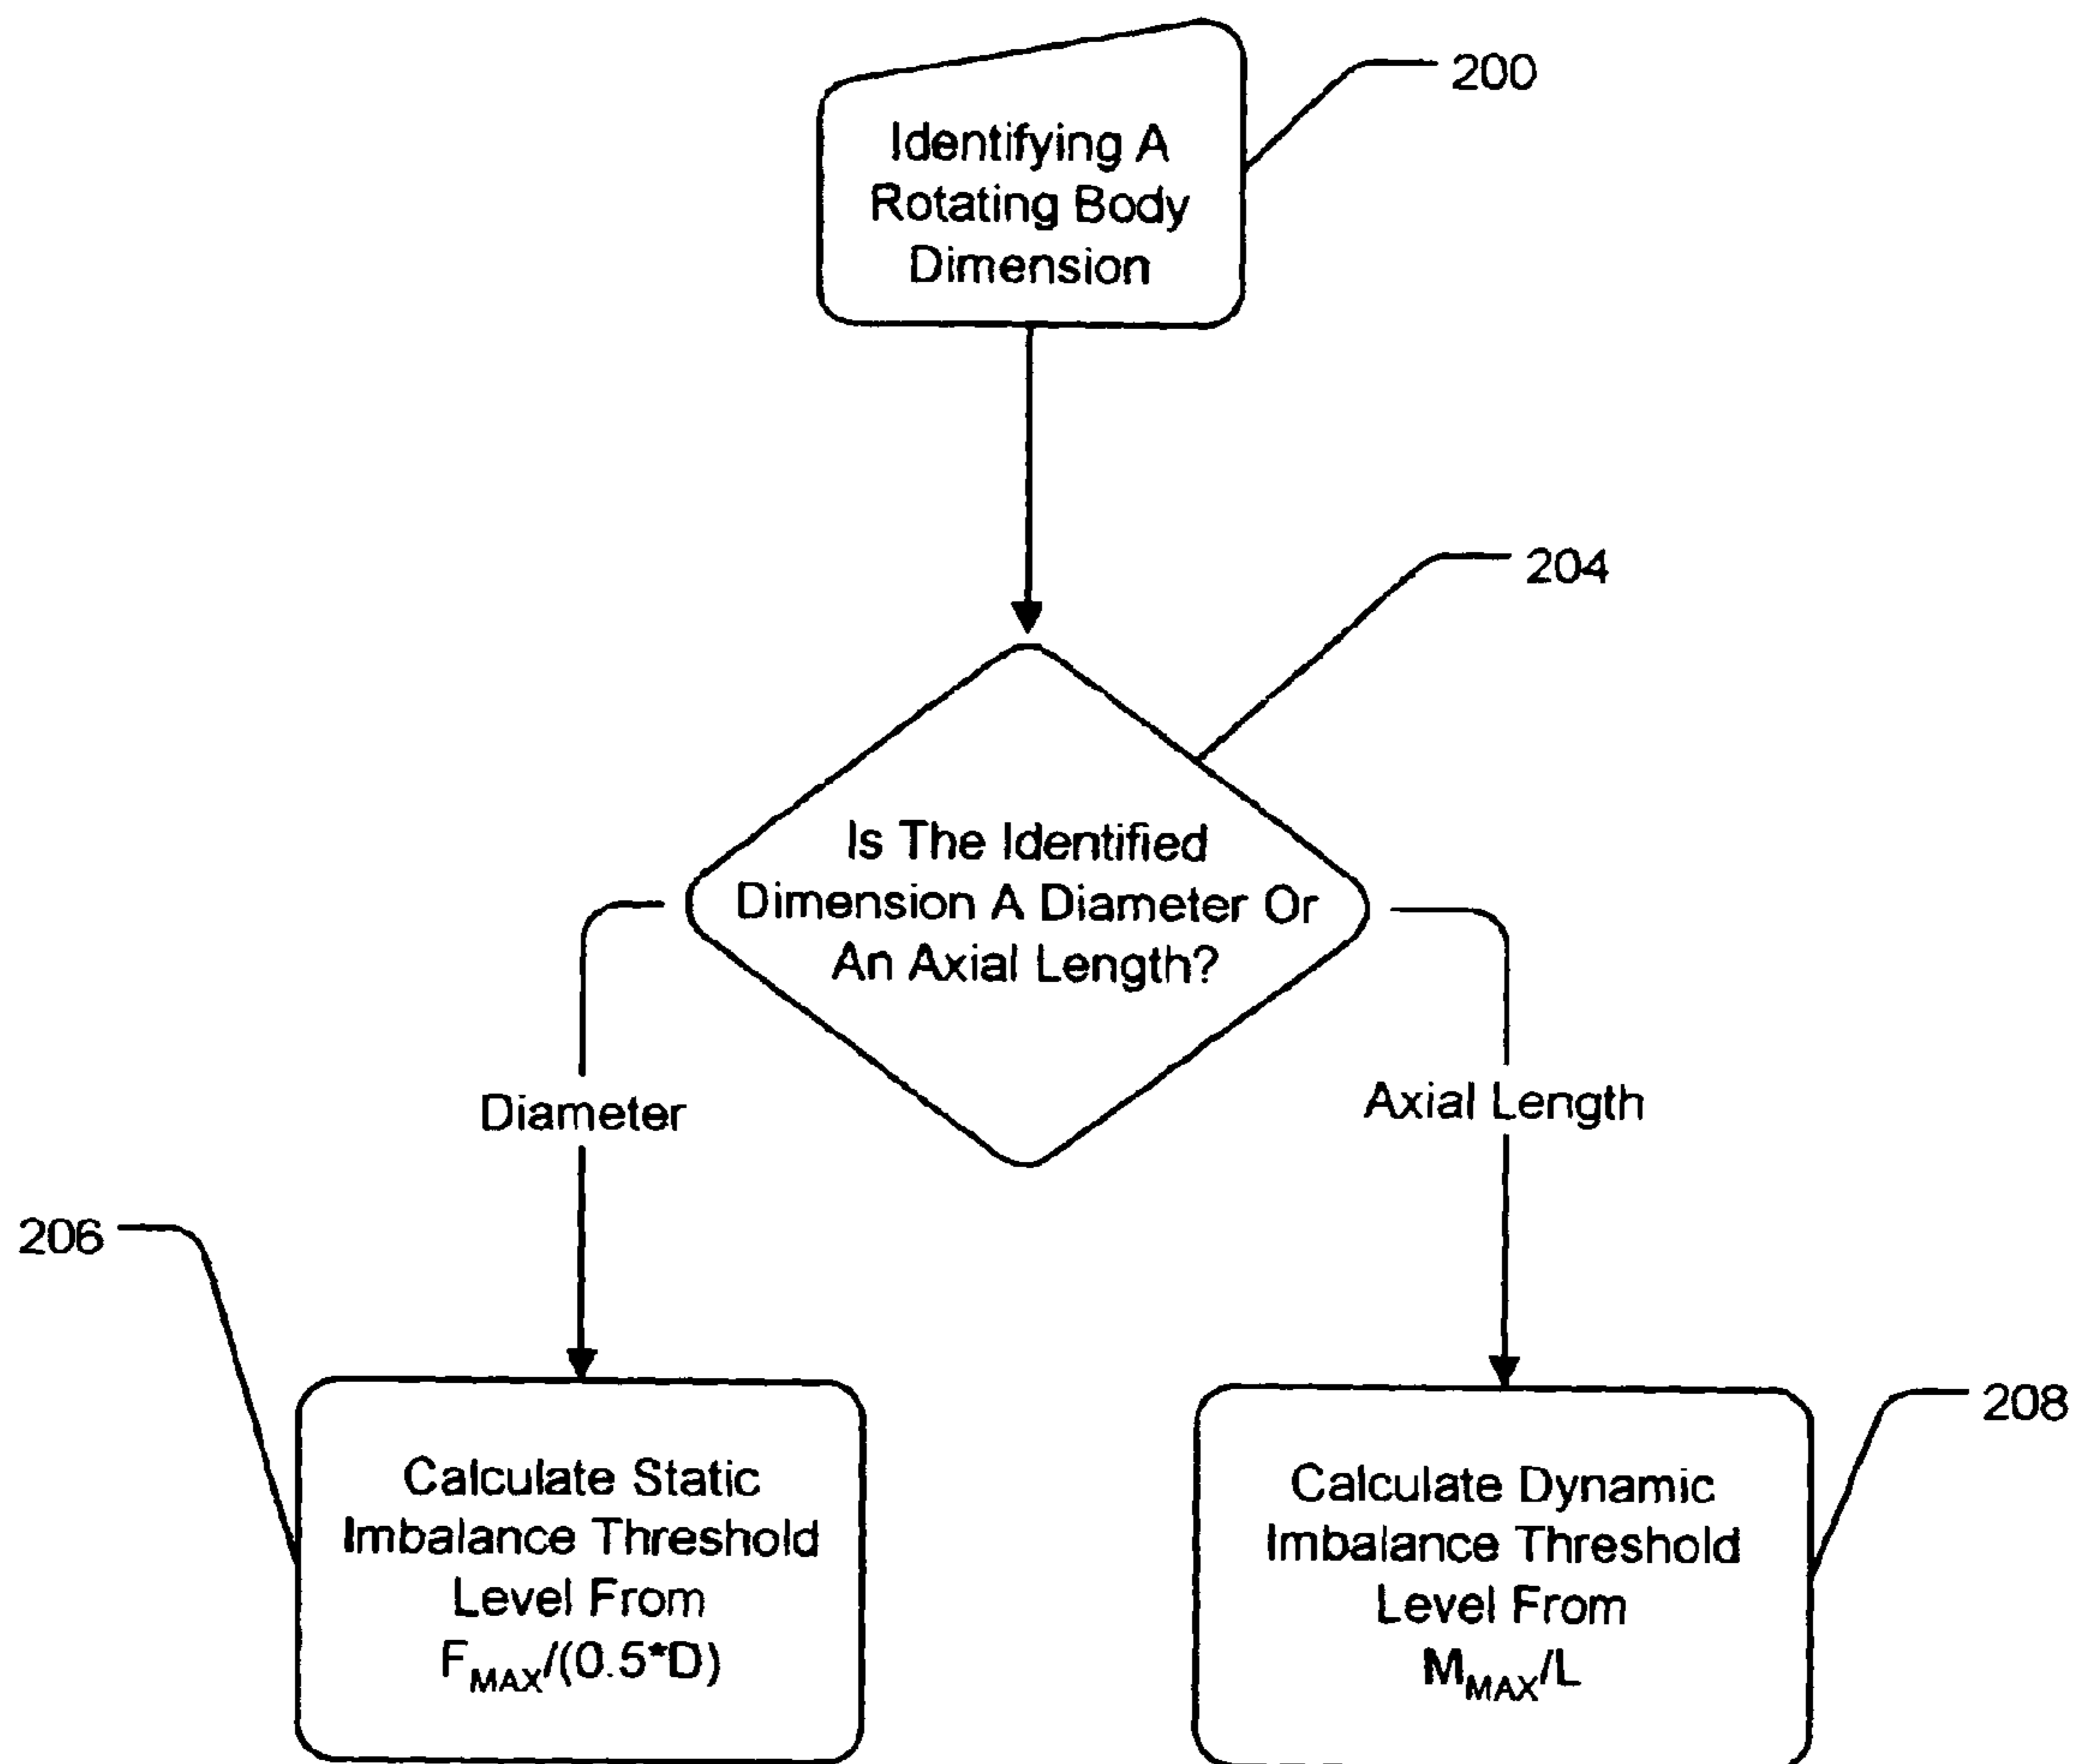 200
Identifying A
Rotating Body
Dimension
204
Is The Identified
Dimension A Diameter Or
An Axial Length?
Diameter
Axial Length
206
Calculate Static
Imbalance Threshold
Level From
F_MAX/(0.5*D)
208
Calculate Dynamic
Imbalance Threshold
Level From
M_MAX/L